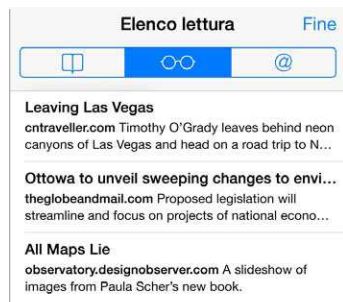 Elenco lettura
Fine
@
Leaving Las Vegas
cntraveller.com Timothy O'Grady leaves behind neon
canyons of Las Vegas and head on a road trip to N...
Ottowa to unveil sweeping changes to envi...
theglobeandmail.com Proposed legislation will
streamline and focus on projects of national econo...
All Maps Lie
observatory.designobserver.com A slideshow of
images from Paula Scher's new book.